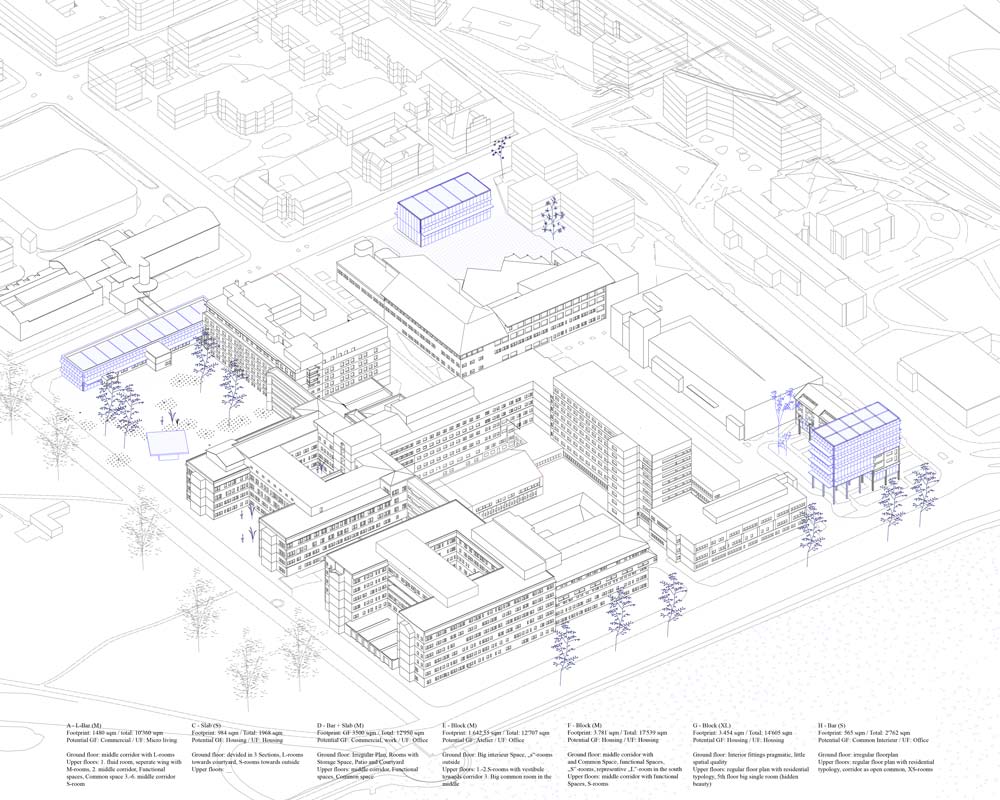 A - L-Bar (M)
Footprint: 1480 sqm / total: 10'360 sqm
Potential GF: Commercial / UF: Micro living
Ground floor: middle corridor with L-rooms
Upper floors: 1. fluid room, seperate wing with
M-rooms, 2. middle corridor, Functional
spaces, Common space 3.-6. middle corridor
S-room
C - Slab (S)
Footprint. 984 sqm / Total: 1968 sqm
Potential GF: Housing / UF: Housing
Ground floor: devided in 3 Sections, L-rooms
towards courtyard, S-rooms towards outside
Upper floors:
D - Bar + Slab (M)
Footprint: GF 3500 sqm / Total: 12'950 sqm
Potential GF: Commercial, work / UF: Office
Ground floor: Irregular Plan, Rooms with
Storage Space, Patio and Courtyard
Upper floors: middle corridor, Functional
spaces, Common space
E - Block (M)
Footprint: 1'642,55 sqm / Total: 12'707 sqm
Potential GF: Atelier / UF: Office
Ground floor: Big interieur Space, „s"-rooms
outside
Upper floors: 1.-2.S-rooms with vestibule
towards corridor 3. Big common room in the
middle
F - Block (M)
Footprint: 3.781 sqm / Total: 17'539 sqm
Potential GF: Housing / UF: Housing
Ground floor: middle corridor with
and Common Space, functional Spaces,
„S"-rooms, representative „L"-room in the south
Upper floors: middle corridor with functional
Spaces, S-rooms
G - Block (XL)
Footprint: 3.454 sqm / Total: 14'605 sqm
Potential GF: Housing / UF: Housing
Ground floor: Interior fittings pragmatic, little
spatial quality
Upper floors: regular floor plan with residential
typology, 5th floor big single room (hidden
beauty)
H - Bar (S)
Footprint: 565 sqm / Total: 2'762 sqm
Potential GF: Common Interieur / UF: Office
Ground floor: irregular floorplan
Upper floors: regular floor plan with residential
typology, corridor as open common, XS-rooms